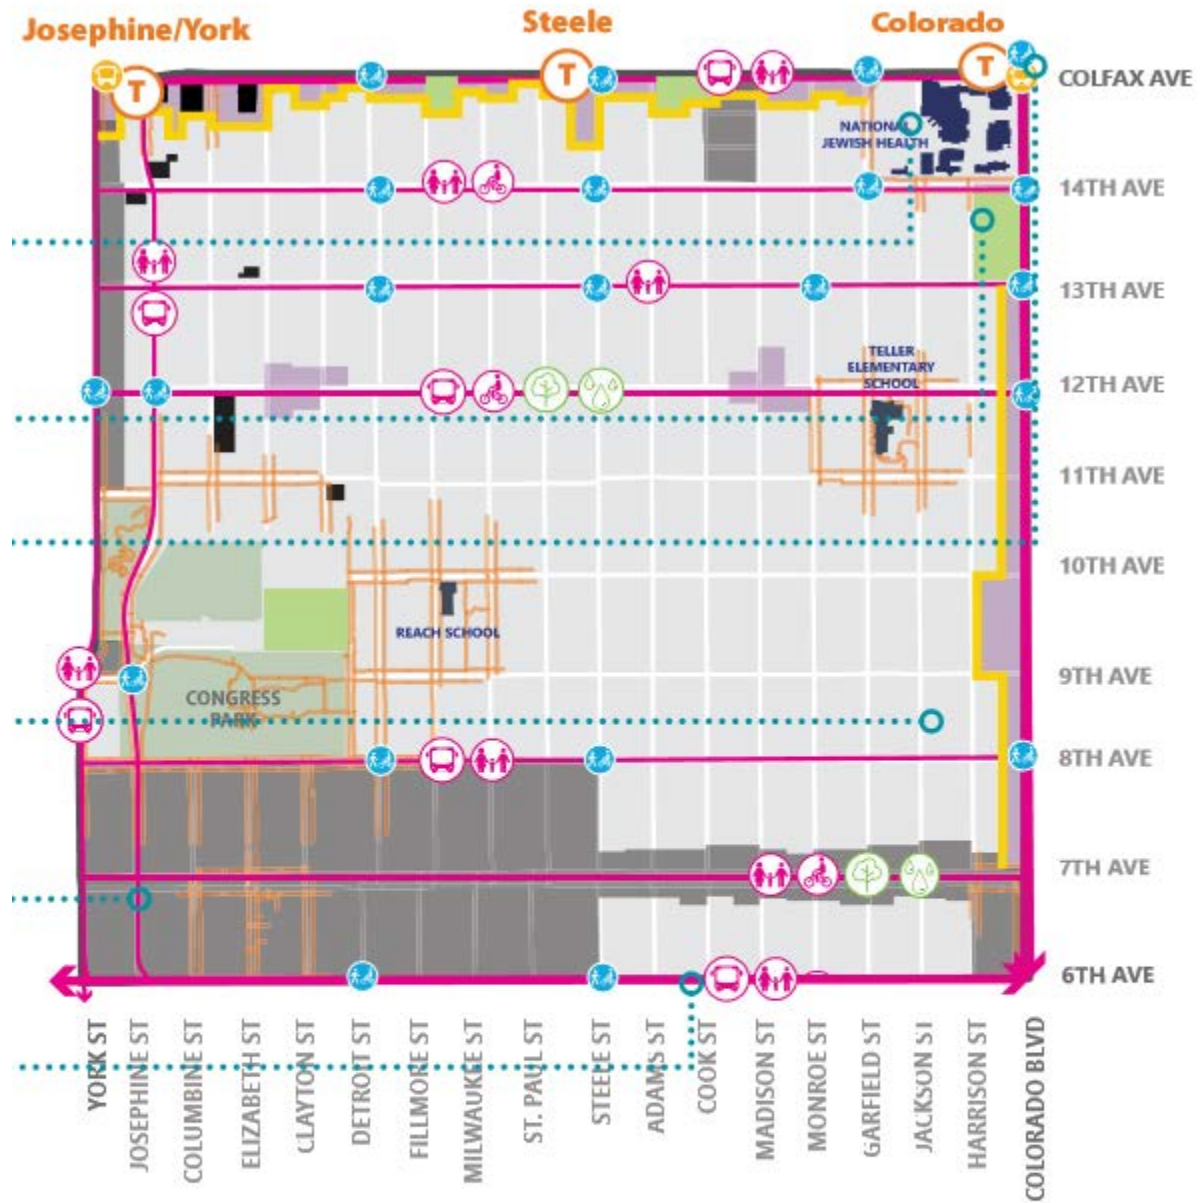 Josephine/York
Steele
Colorado
T
T
T
COLFAX AVE
NATIONAL
JEWISH HEALTH
14TH AVE
13TH AVE
TELLER
ELEMENTARY
SCHOOL
12TH AVE
11TH AVE
10TH AVE
REACH SCHOOL
9TH AVE
CONGRESS
PARK
8TH AVE
7TH AVE
6TH AVE
YORK ST
JOSEPHINE ST
COLUMBINE ST
ELIZABETH ST
CLAYTON ST
DETROIT ST
FILLMORE ST
MILWAUKEE ST
ST. PAUL ST
STEELE ST
ADAMS ST
COOK ST
MADISON ST
MONROE ST
GARFIELD ST
JACKSON ST
HARRISON ST
COLORADO BLVD